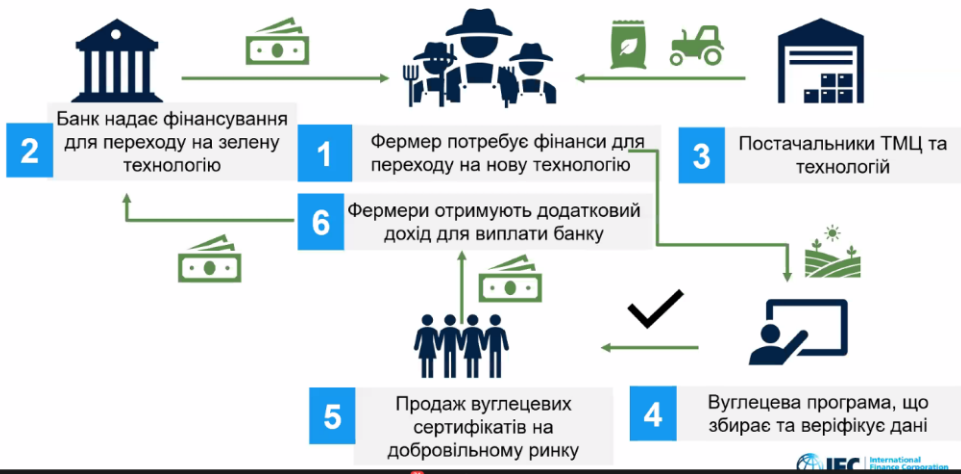 Банк надає фінансування
для переходу на зелену
технологію
2
1
Фермер потребує фінанси для
переходу на нову технологію
3
Постачальники ТМЦ та
технологій
6
Фермери отримують додатковий
дохід для виплати банку
5
Продаж вуглецевих
сертифікатів на
добровільному ринку
4
Вуглецева програма, що
збирає та веріфікує дані
IFC
International
Finance Corporation